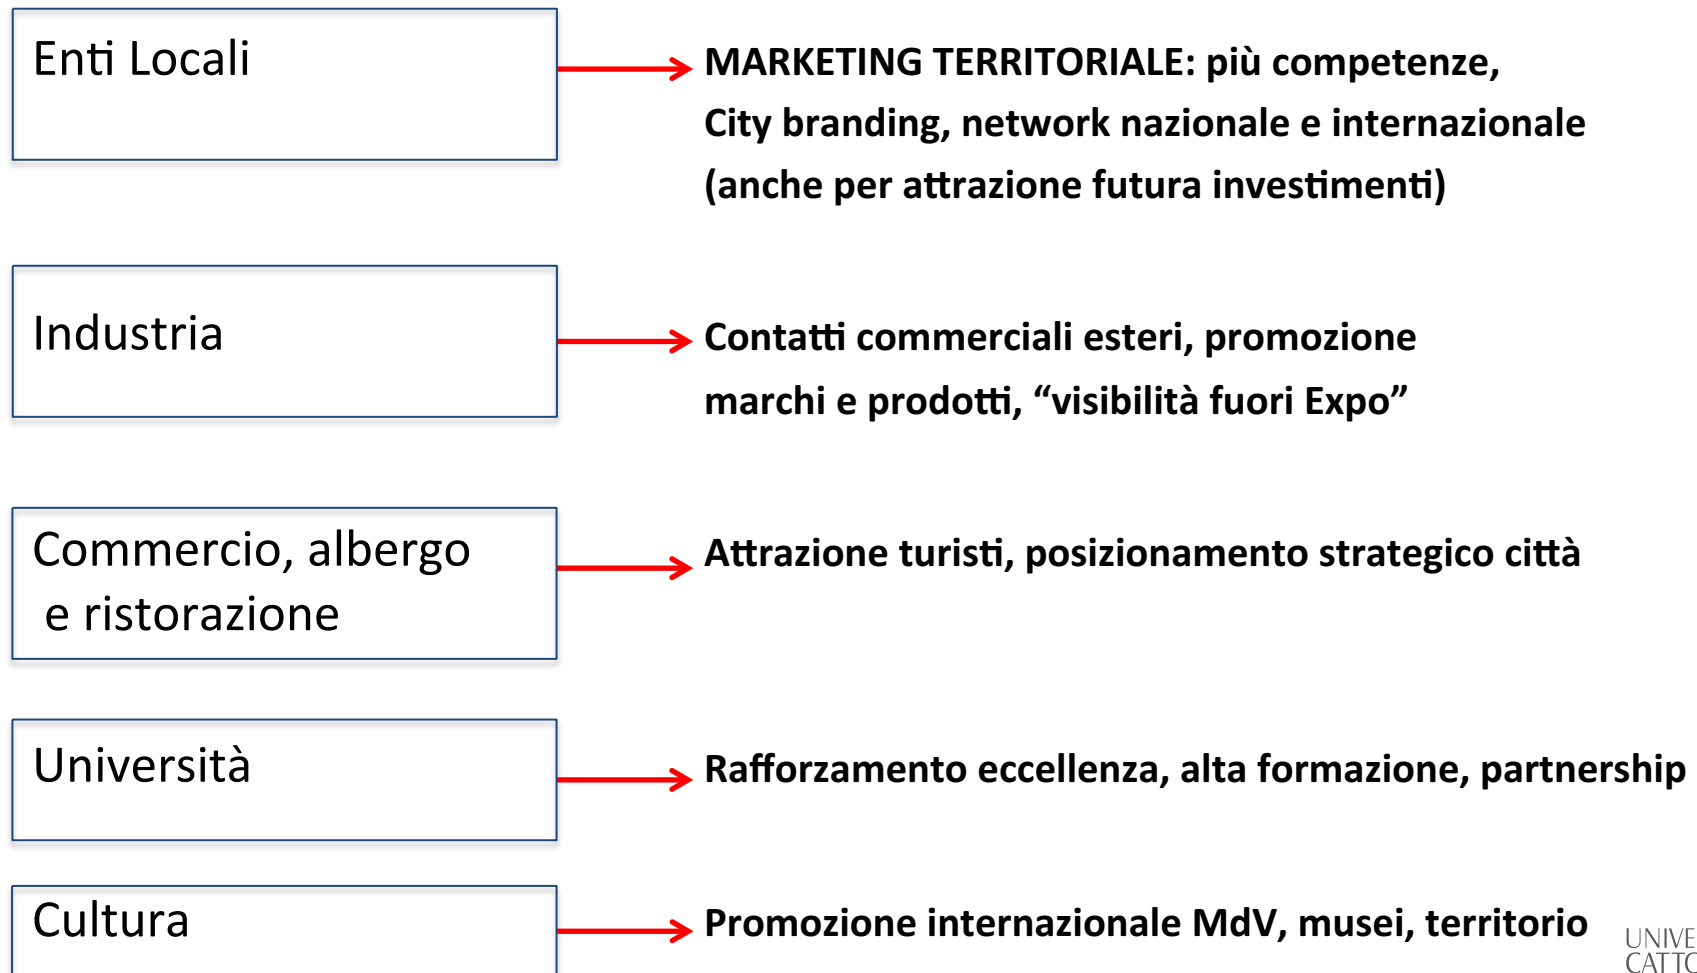 Enti Locali
MARKETING TERRITORIALE: più competenze,
City branding, network nazionale e internazionale
(anche per attrazione futura investimenti)
Industria
Contatti commerciali esteri, promozione
marchi e prodotti, “visibilità fuori Expo”
Commercio, albergo
e ristorazione
Attrazione turisti, posizionamento strategico città
Università
Rafforzamento eccellenza, alta formazione, partnership
Cultura
Promozione internazionale MdV, musei, territorio